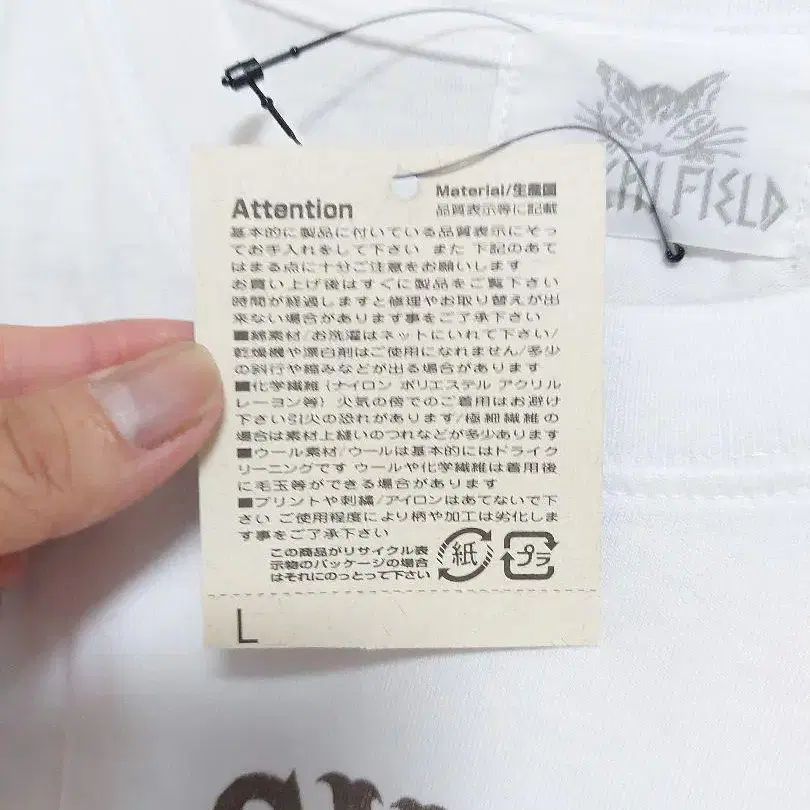 CHI FIELD
Attention
Material/生産国
品質表示等に記載
基本的に製品に付いている品質表示にそっ
てお手入れをして下さい また 下記のあて
はまる点に十分ご注意をお願いします
お買い上げ後はすぐに製品をご覧下さい
時間が経過しますと修理やお取り替えが出
来ない場合があります事をご了承下さい
■綿素材/お洗濯はネットにいれて下さい/
乾燥機や漂白剤はご使用になれません/多少
の斜行や縮みなどが出る場合があります
■化学繊維(ナイロン ポリエステル アクリル
レーヨン等) 火気の傍でのご着用はお避け
下さい引火の恐れがあります/極細繊維の
場合は素材上縫いのつれなどが多少あります
■ウール素材/ウールは基本的にはドライク
リーニングです ウールや化学繊維は着用後
に毛玉等ができる場合があります
■プリントや刺繍/アイロンはあてないで下
さい ご使用程度により柄や加工は劣化しま
す事をご了承下さい
この商品がリサイクル表
示物のパッケージの場合
はそれにのっとって下さい
紙 プラ
L